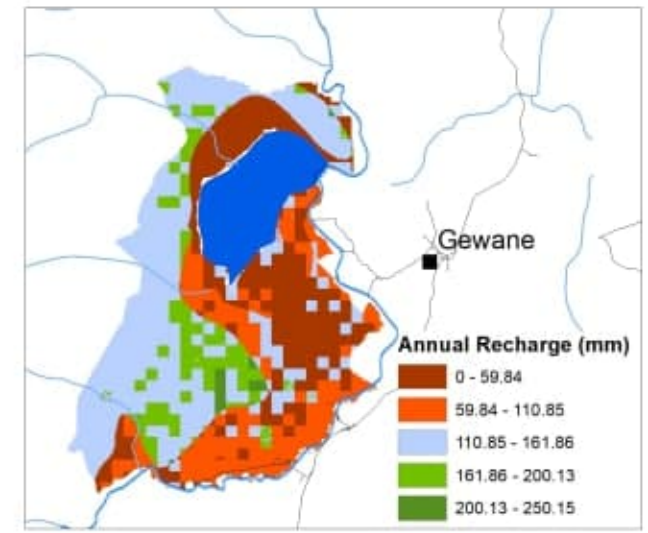 Gewane
Annual Recharge (mm)
0 - 59.84
59.84 - 110.85
110.85 - 161.86
161.86 - 200.13
200.13 - 250.15